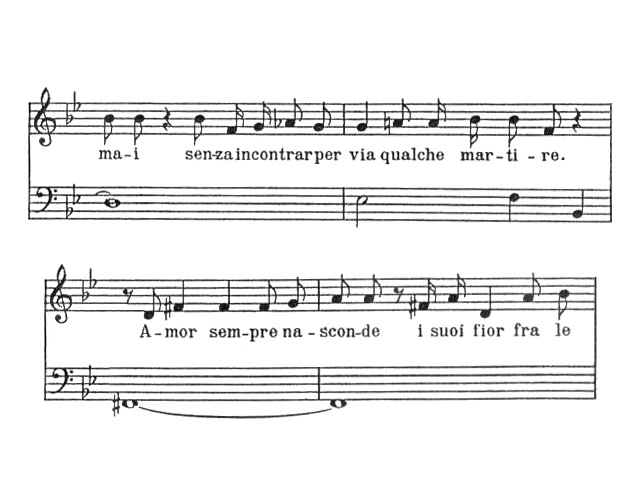 ma-i sen-za incontrar per via qualche mar-ti-re.
A-mor sem-pre na-scon-de i suoi fior fra le